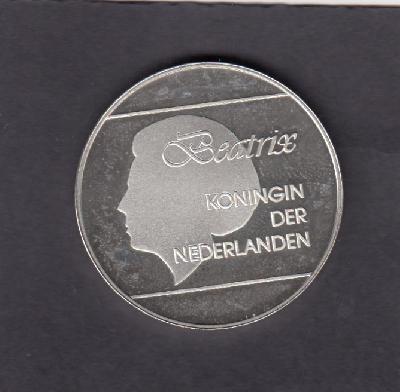 Beatrix
KONINGIN
DER
NEDERLANDEN